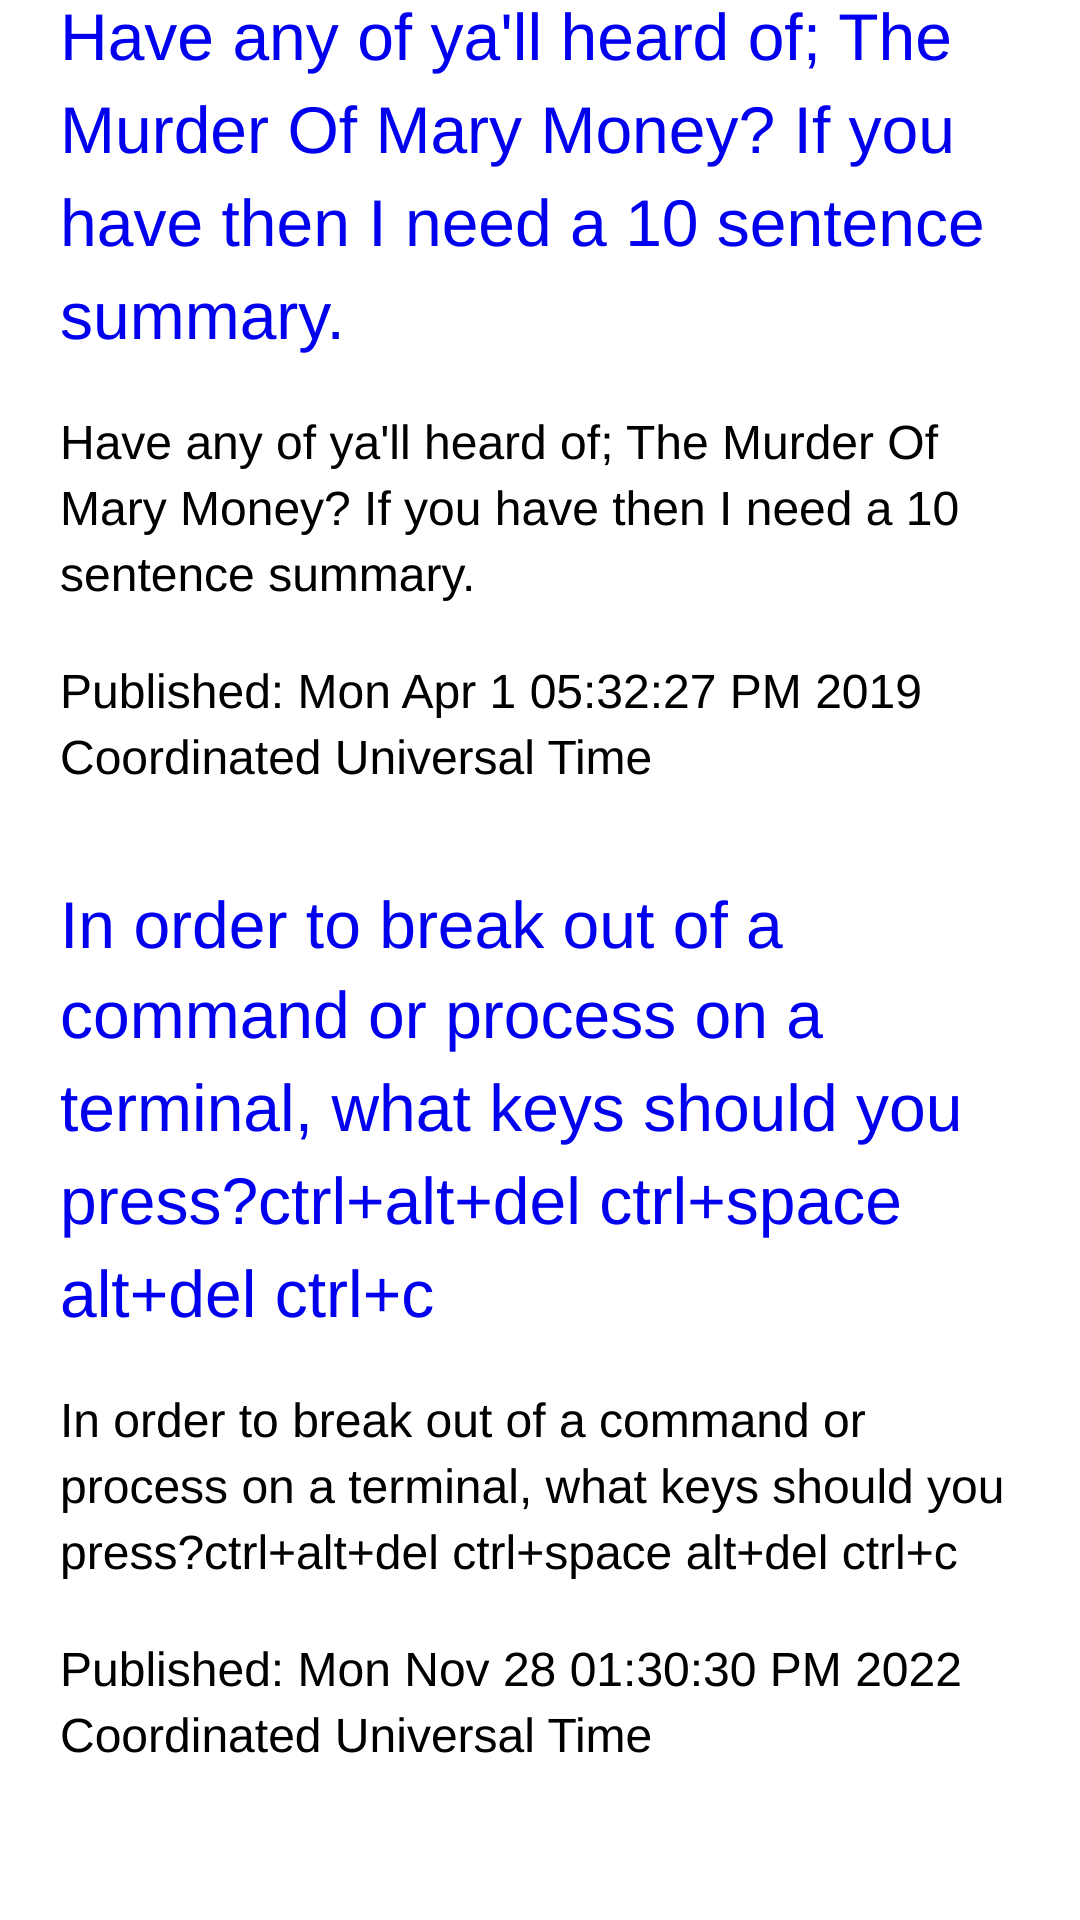 Have any of ya'll heard of; The
Murder Of Mary Money? If you
have then I need a 10 sentence
summary.
Have any of ya'll heard of; The Murder Of
Mary Money? If you have then I need a 10
sentence summary.
Published: Mon Apr 1 05:32:27 PM 2019
Coordinated Universal Time
In order to break out of a
command or process on a
terminal, what keys should you
press?ctrl+alt+del ctrl+space
alt+del ctrl+c
In order to break out of a command or
process on a terminal, what keys should you
press?ctrl+alt+del ctrl+space alt+del ctrl+c
Published: Mon Nov 28 01:30:30 PM 2022
Coordinated Universal Time